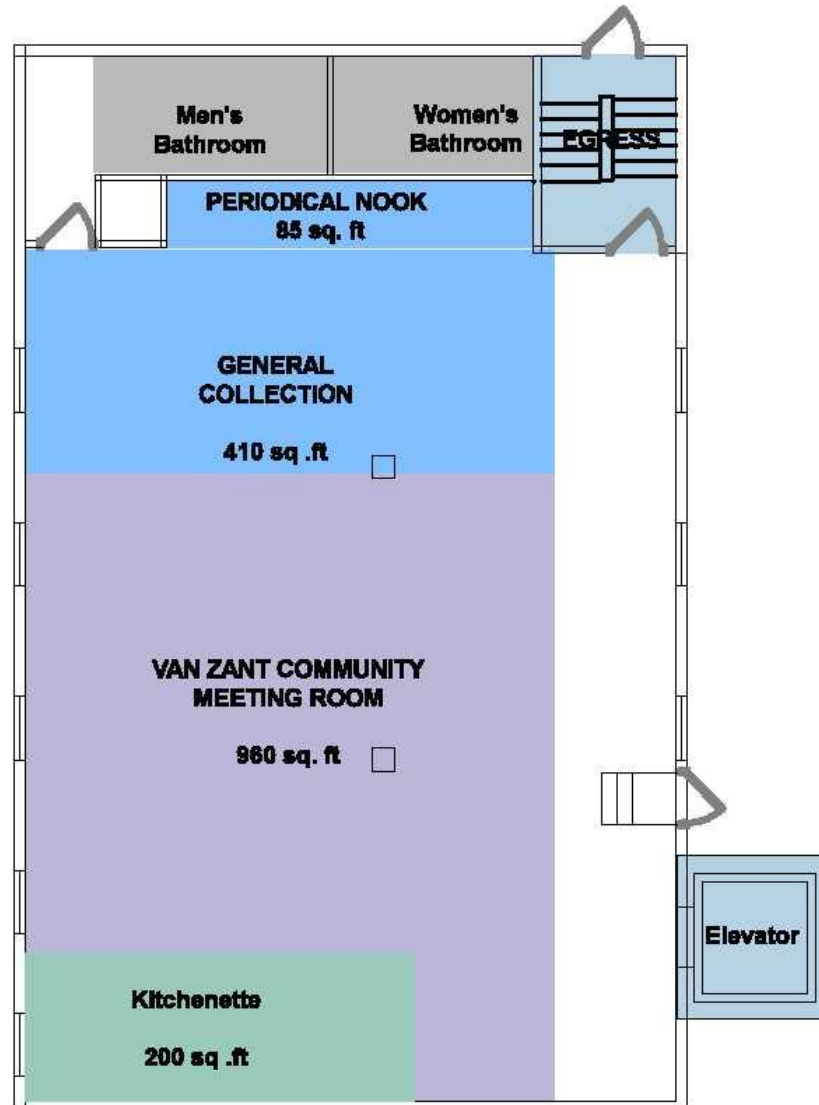 Men's
Bathroom
Women's
Bathroom
EGRESS
PERIODICAL NOOK
85 sq. ft
GENERAL
COLLECTION
410 sq .ft
VAN ZANT COMMUNITY
MEETING ROOM
960 sq. ft
Elevator
Kitchenette
200 sq .ft